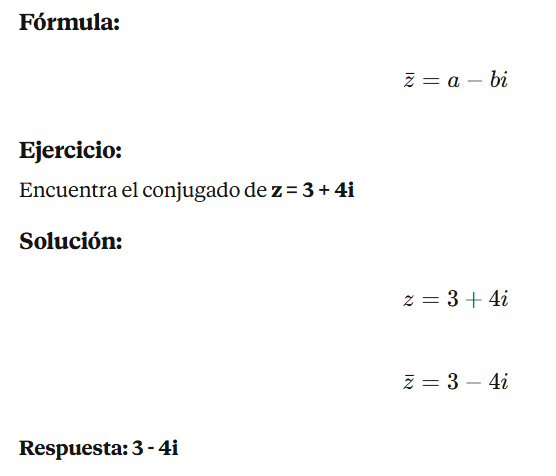 Fórmula:
z̄ = a − bi
Ejercicio:
Encuentra el conjugado de z = 3 + 4i
Solución:
z = 3 + 4i
z̄ = 3 − 4i
Respuesta: 3 - 4i